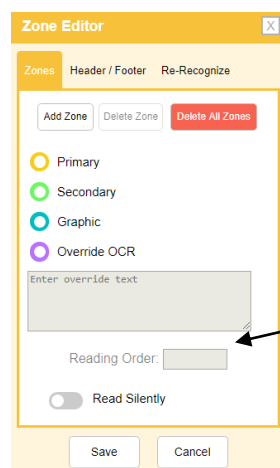 Zone Editor X
Zones Header / Footer Re-Recognize
Add Zone Delete Zone Delete All Zones
Primary
Secondary
Graphic
Override OCR
Enter override text
Reading Order:
Read Silently
Save Cancel